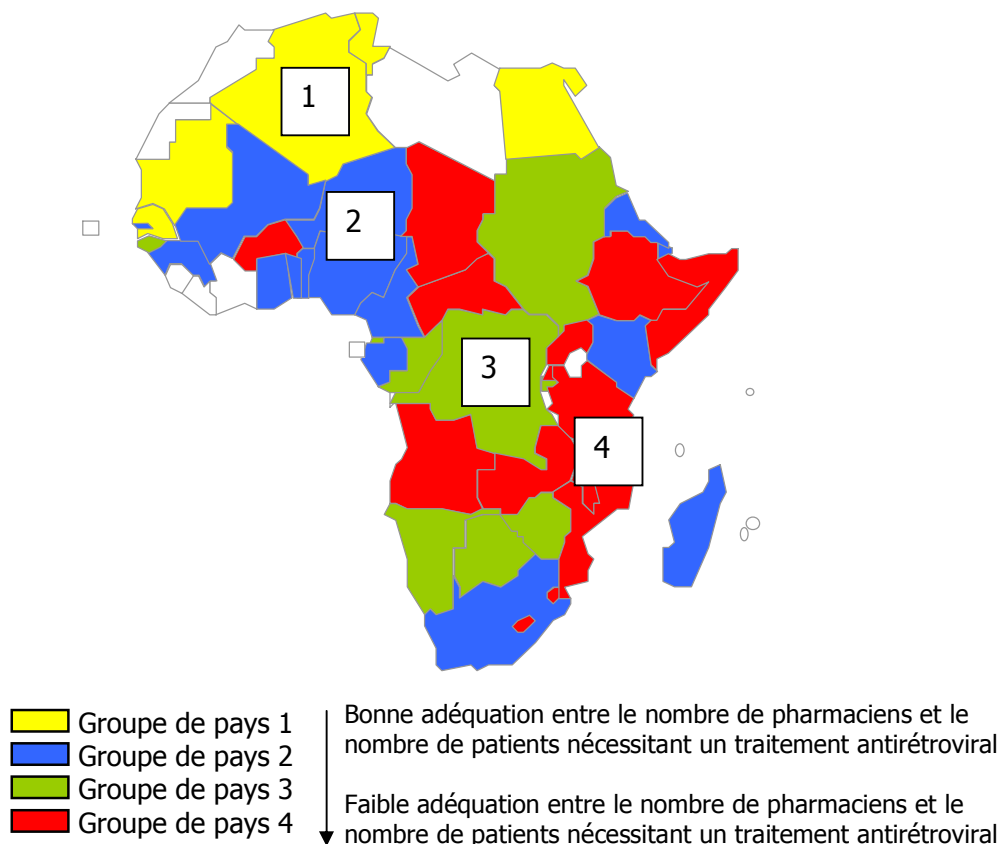 1
2
3
4
Groupe de pays 1
Groupe de pays 2
Groupe de pays 3
Groupe de pays 4
Bonne adéquation entre le nombre de pharmaciens et le
nombre de patients nécessitant un traitement antirétroviral
Faible adéquation entre le nombre de pharmaciens et le
nombre de patients nécessitant un traitement antirétroviral